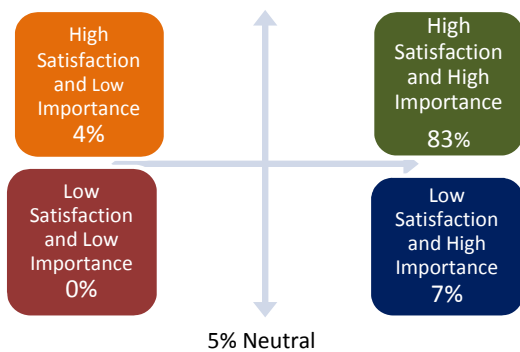 High
Satisfaction
and Low
Importance
4%
High
Satisfaction
and High
Importance
83%
Low
Satisfaction
and Low
Importance
0%
Low
Satisfaction
and High
Importance
7%
5% Neutral